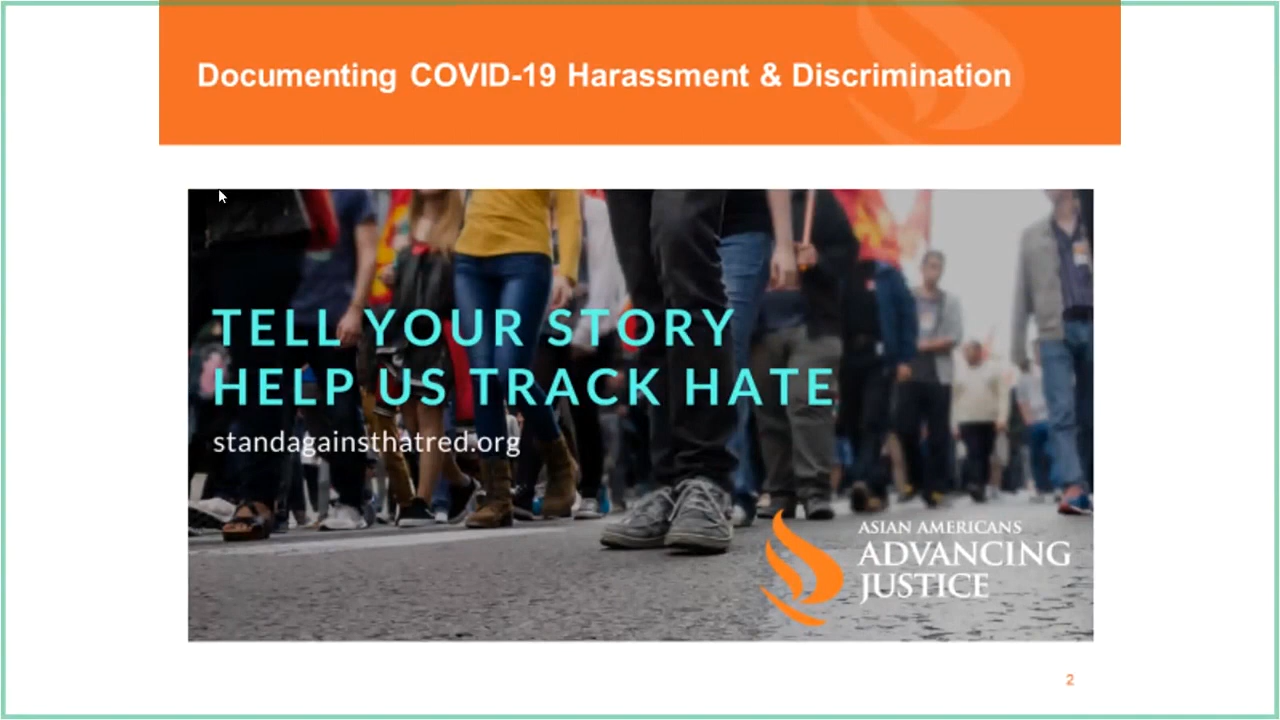 Documenting COVID-19 Harassment & Discrimination
TELL YOUR STORY
HELP US TRACK HATE
standagainsthatred.org
ASIAN AMERICANS
ADVANCING
JUSTICE
2